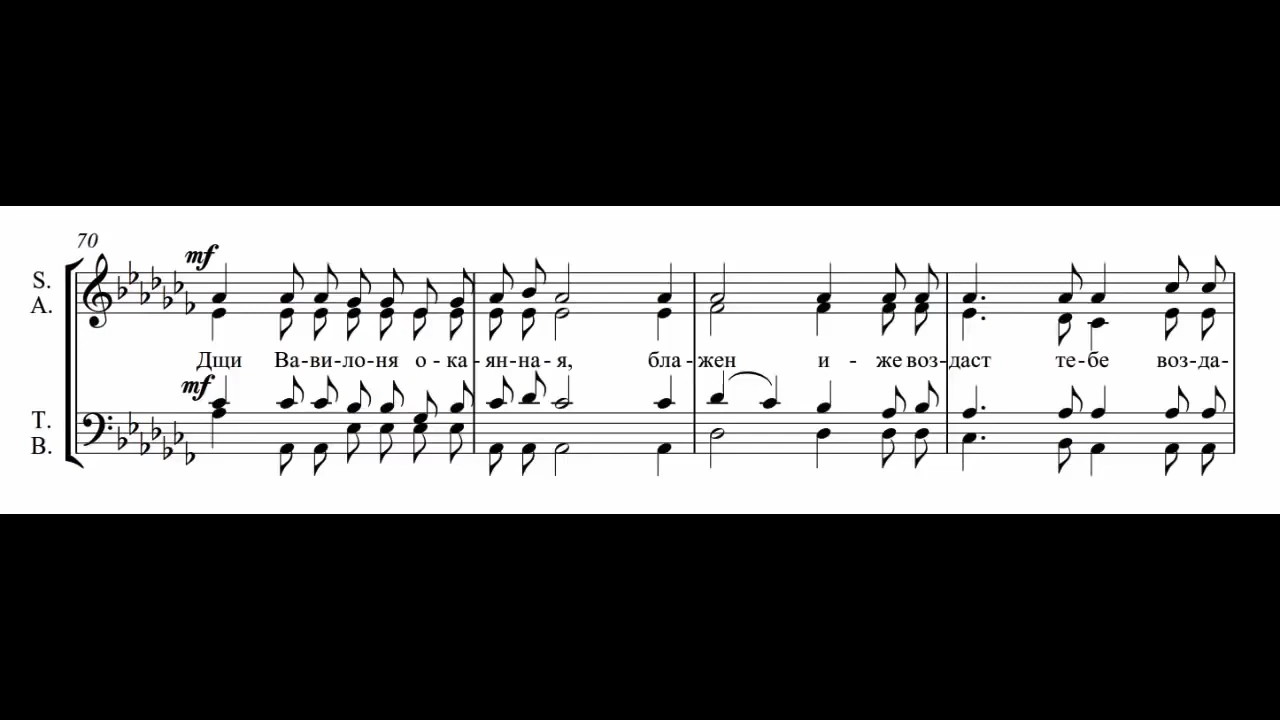 70
mf
S.
A.
Дщи Ва-ви-ло-ня о-ка-ян-на-я, бла-жен и - же воз-даст те-бе воз-да-
mf
T.
B.